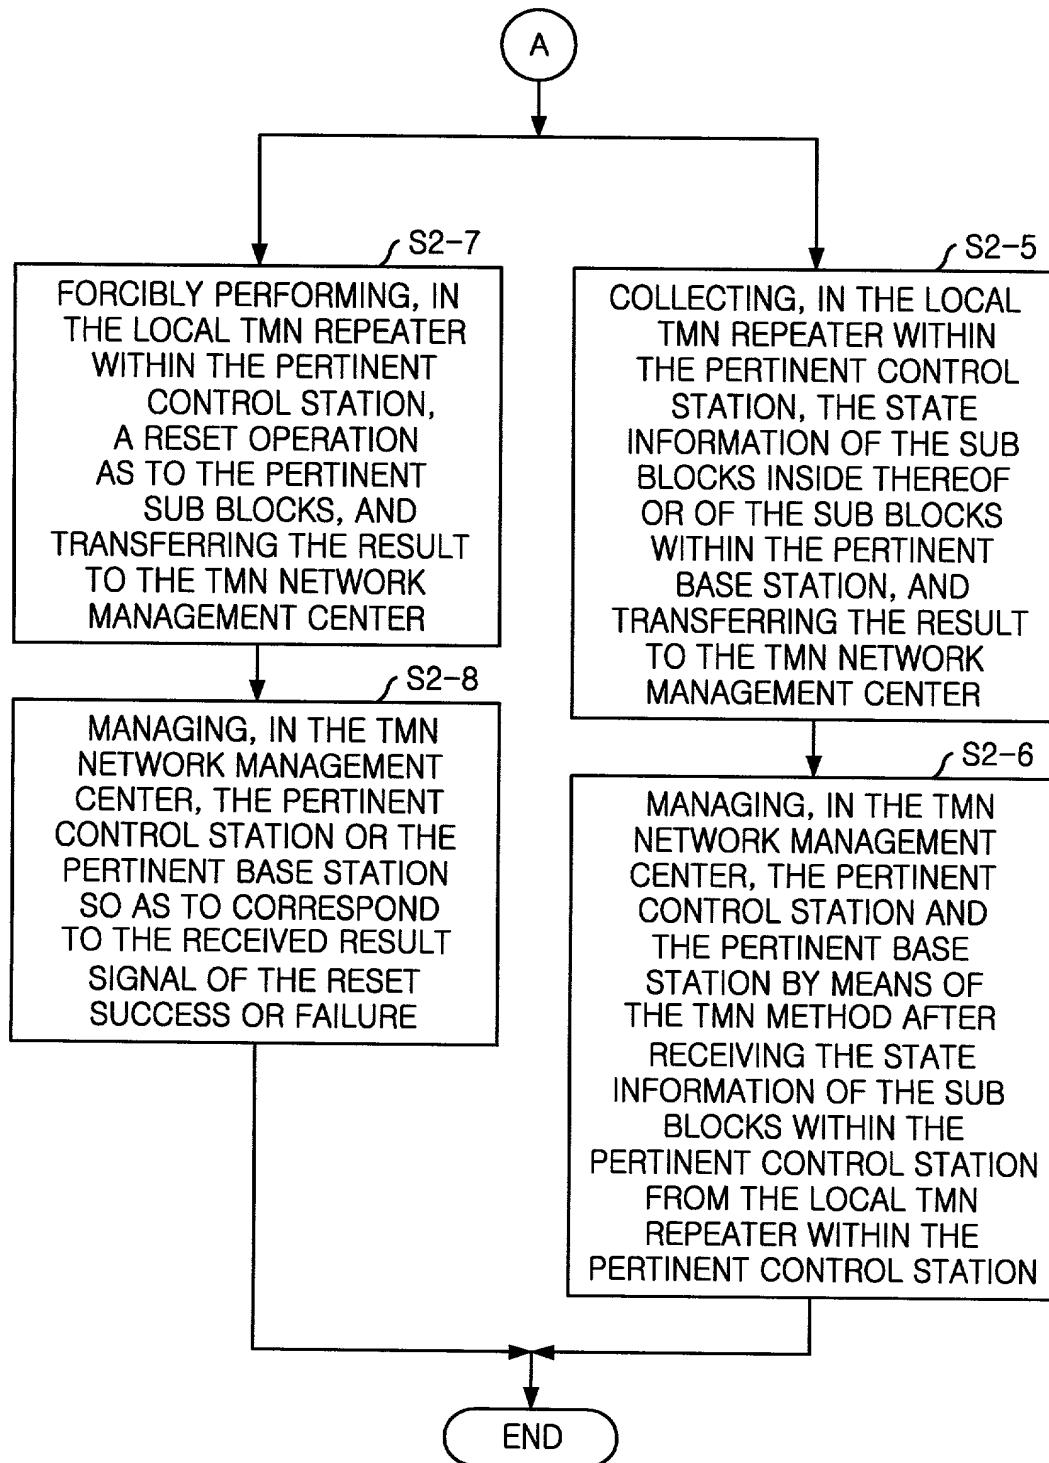 A
S2-7
FORCIBLY PERFORMING, IN
THE LOCAL TMN REPEATER
WITHIN THE PERTINENT
CONTROL STATION,
A RESET OPERATION
AS TO THE PERTINENT
SUB BLOCKS, AND
TRANSFERRING THE RESULT
TO THE TMN NETWORK
MANAGEMENT CENTER
S2-8
MANAGING, IN THE TMN
NETWORK MANAGEMENT
CENTER, THE PERTINENT
CONTROL STATION OR THE
PERTINENT BASE STATION
SO AS TO CORRESPOND
TO THE RECEIVED RESULT
SIGNAL OF THE RESET
SUCCESS OR FAILURE
S2-5
COLLECTING, IN THE LOCAL
TMN REPEATER WITHIN
THE PERTINENT CONTROL
STATION, THE STATE
INFORMATION OF THE SUB
BLOCKS INSIDE THEREOF
OR OF THE SUB BLOCKS
WITHIN THE PERTINENT
BASE STATION, AND
TRANSFERRING THE RESULT
TO THE TMN NETWORK
MANAGEMENT CENTER
S2-6
MANAGING, IN THE TMN
NETWORK MANAGEMENT
CENTER, THE PERTINENT
CONTROL STATION AND
THE PERTINENT BASE
STATION BY MEANS OF
THE TMN METHOD AFTER
RECEIVING THE STATE
INFORMATION OF THE SUB
BLOCKS WITHIN THE
PERTINENT CONTROL STATION
FROM THE LOCAL TMN
REPEATER WITHIN THE
PERTINENT CONTROL STATION
END